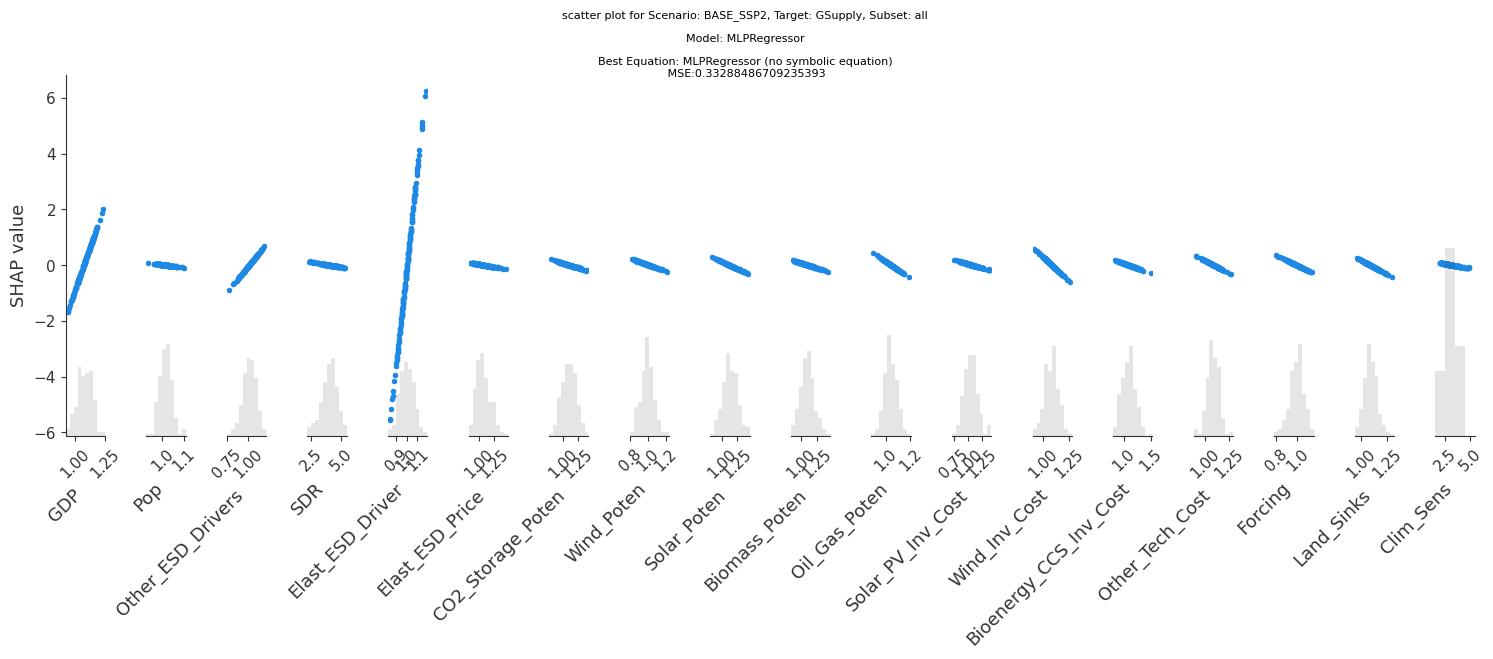 scatter plot for Scenario: BASE_SSP2, Target: GSupply, Subset: all
Model: MLPRegressor
Best Equation: MLPRegressor (no symbolic equation)
MSE:0.33288486709235393
SHAP value
6
4
2
0
−2
−4
−6
1.00 1.25
1.0 1.1
0.75 1.00
2.5 5.0
0.9 1.0 1.1
1.00 1.25
1.00 1.25
0.8 1.0 1.2
1.00 1.25
1.00 1.25
1.0 1.2
0.75 1.00 1.25
1.00 1.25
1.0 1.5
1.00 1.25
0.8 1.0
1.00 1.25
2.5 5.0
GDP
Pop
Other_ESD_Drivers
SDR
Elast_ESD_Driver
Elast_ESD_Price
CO2_Storage_Poten
Wind_Poten
Solar_Poten
Biomass_Poten
Oil_Gas_Poten
Solar_PV_Inv_Cost
Wind_Inv_Cost
Bioenergy_CCS_Inv_Cost
Other_Tech_Cost
Forcing
Land_Sinks
Clim_Sens